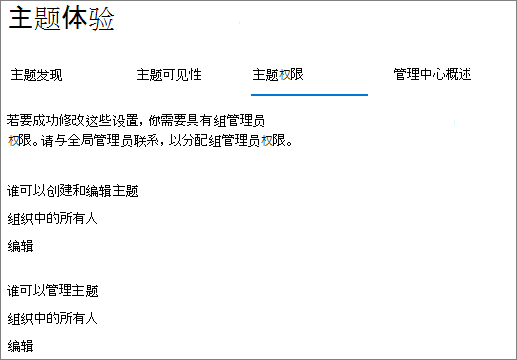 主题体验
主题发现 主题可见性 主题权限 管理中心概述
若要成功修改这些设置，你需要具有组管理员
权限。请与全局管理员联系，以分配组管理员权限。
谁可以创建和编辑主题
组织中的所有人
编辑
谁可以管理主题
组织中的所有人
编辑